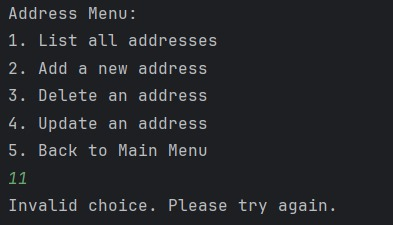 Address Menu:
1. List all addresses
2. Add a new address
3. Delete an address
4. Update an address
5. Back to Main Menu
11
Invalid choice. Please try again.